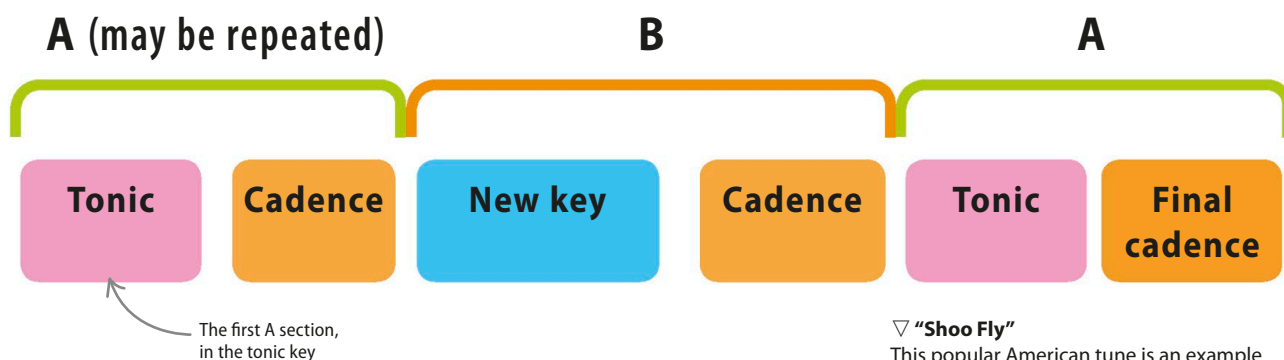 A (may be repeated)
B
A
Tonic
Cadence
New key
Cadence
Tonic
Final
cadence
The first A section,
in the tonic key
▽ “Shoo Fly”
This popular American tune is an example